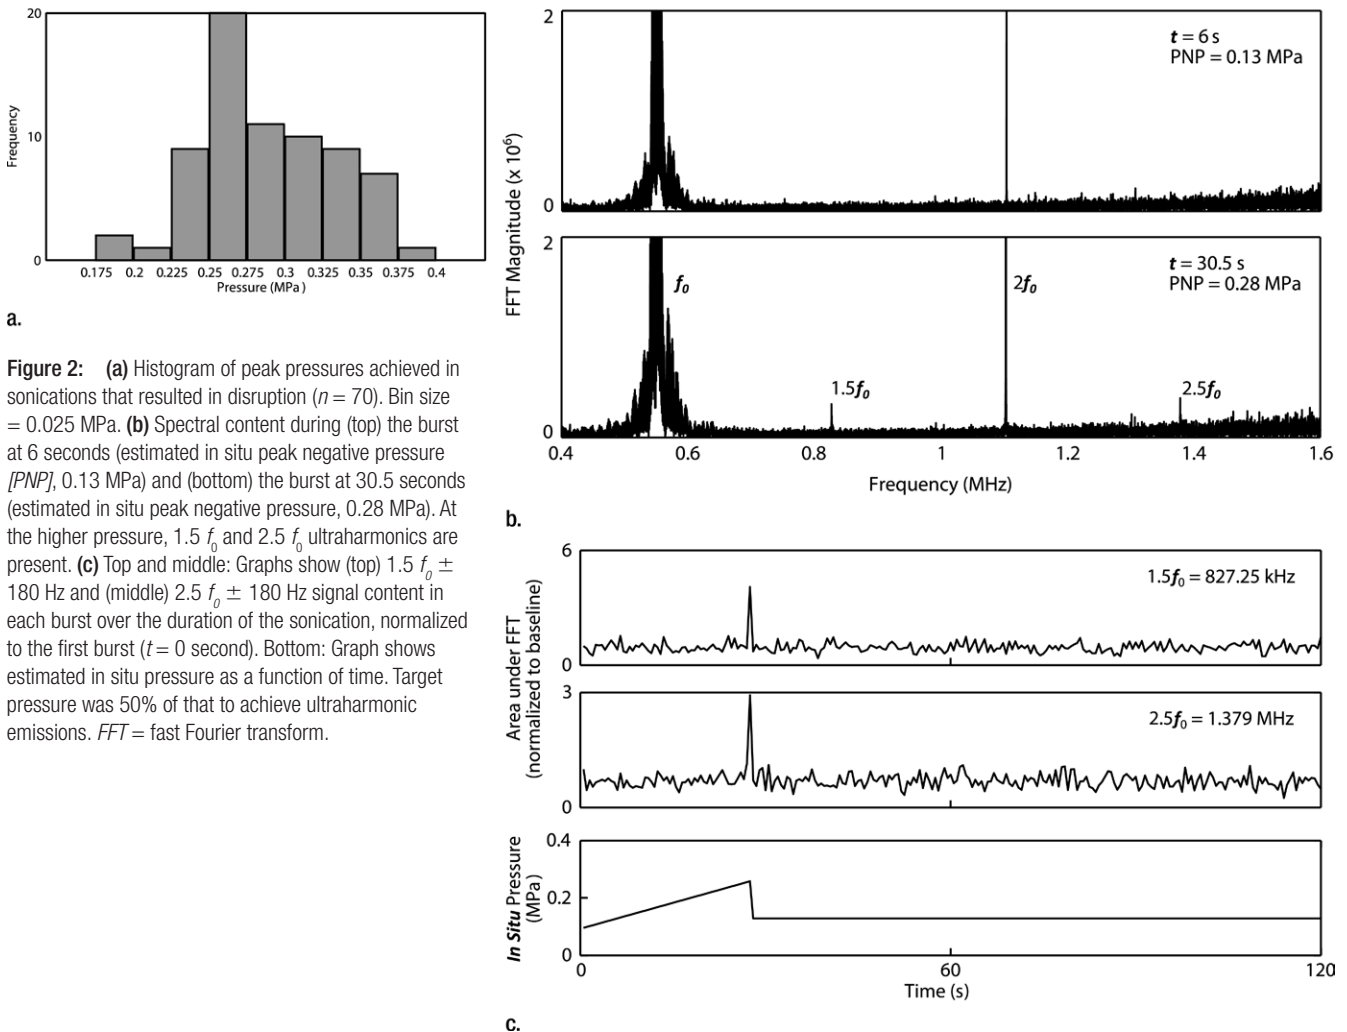 20
10
0
Frequency
0.175 0.2 0.225 0.25 0.275 0.3 0.325 0.35 0.375 0.4
Pressure (MPa)
a.
Figure 2: (a) Histogram of peak pressures achieved in
sonications that resulted in disruption (n = 70). Bin size
= 0.025 MPa. (b) Spectral content during (top) the burst
at 6 seconds (estimated in situ peak negative pressure
[PNP], 0.13 MPa) and (bottom) the burst at 30.5 seconds
(estimated in situ peak negative pressure, 0.28 MPa). At
the higher pressure, 1.5 f0 and 2.5 f0 ultraharmonics are
present. (c) Top and middle: Graphs show (top) 1.5 f0 ±
180 Hz and (middle) 2.5 f0 ± 180 Hz signal content in
each burst over the duration of the sonication, normalized
to the first burst (t = 0 second). Bottom: Graph shows
estimated in situ pressure as a function of time. Target
pressure was 50% of that to achieve ultraharmonic
emissions. FFT = fast Fourier transform.
2
t = 6 s
PNP = 0.13 MPa
0
FFT Magnitude (x 10⁶)
2
t = 30.5 s
PNP = 0.28 MPa
f0
2f0
1.5f0
2.5f0
0
0.4 0.6 0.8 1 1.2 1.4 1.6
Frequency (MHz)
b.
6
1.5f0 = 827.25 kHz
0
Area under FFT
(normalized to baseline)
3
2.5f0 = 1.379 MHz
0
In Situ Pressure
(MPa)
0.4
0.2
0
0 60 120
Time (s)
c.